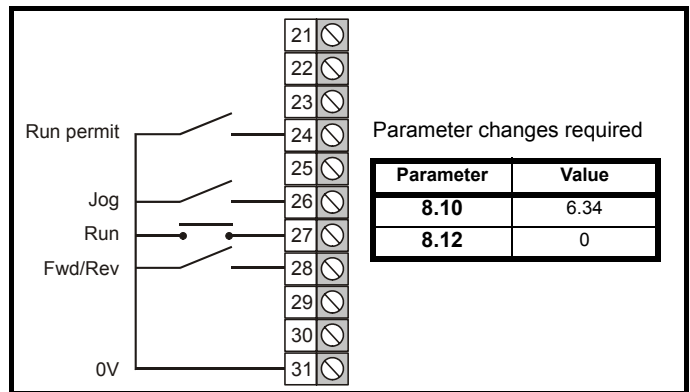 21
22
23
Run permit 24 Parameter changes required
25
Parameter Value
Jog 26
8.10 6.34
Run 27
8.12 0
Fwd/Rev 28
29
30
0V 31